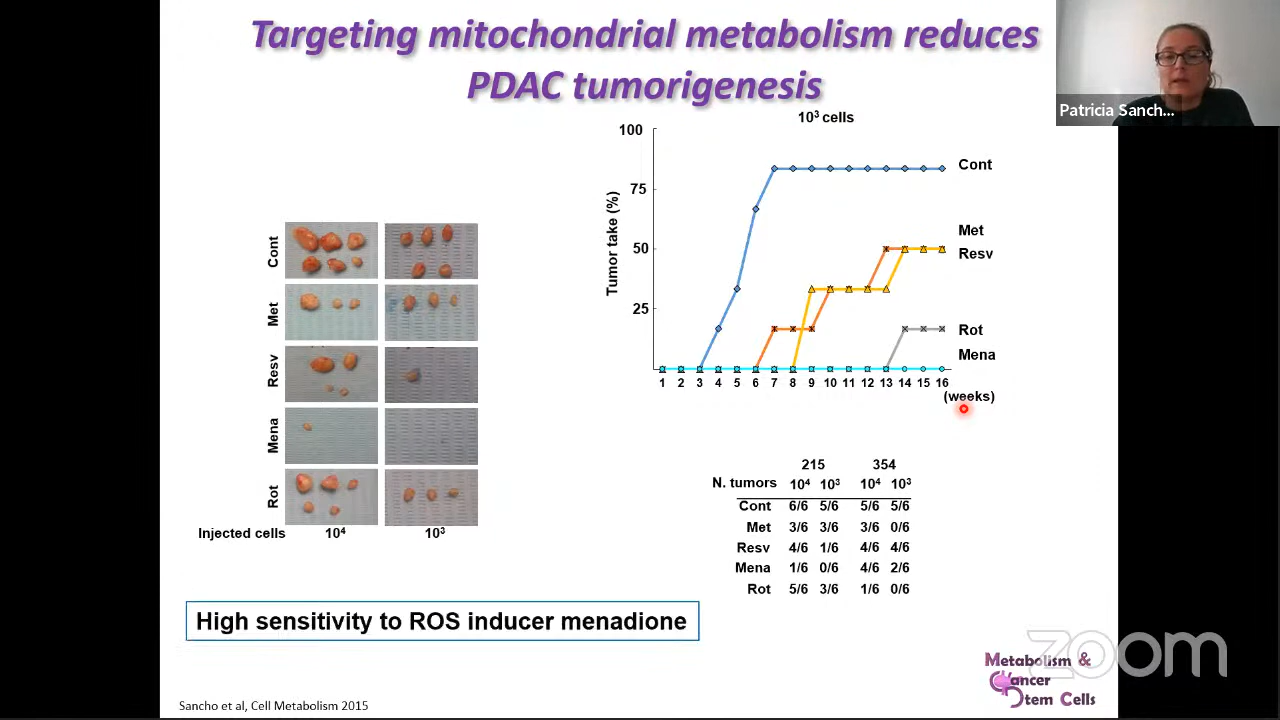 Targeting mitochondrial metabolism reduces
PDAC tumorigenesis
Patricia Sanch...
10³ cells
Tumor take (%)
100
75
50
25
Cont
Met
Resv
Rot
Mena
1 2 3 4 5 6 7 8 9 10 11 12 13 14 15 16
(weeks)
Cont
Met
Resv
Mena
Rot
Injected cells 10⁴ 10³
215 354
N. tumors 10⁴ 10³ 10⁴ 10³
Cont 6/6 5/6 5/6 5/6
Met 3/6 3/6 3/6 0/6
Resv 4/6 1/6 4/6 4/6
Mena 1/6 0/6 4/6 2/6
Rot 5/6 3/6 1/6 0/6
High sensitivity to ROS inducer menadione
Sancho et al, Cell Metabolism 2015
Metabolism &
Cancer
Stem Cells
zoom